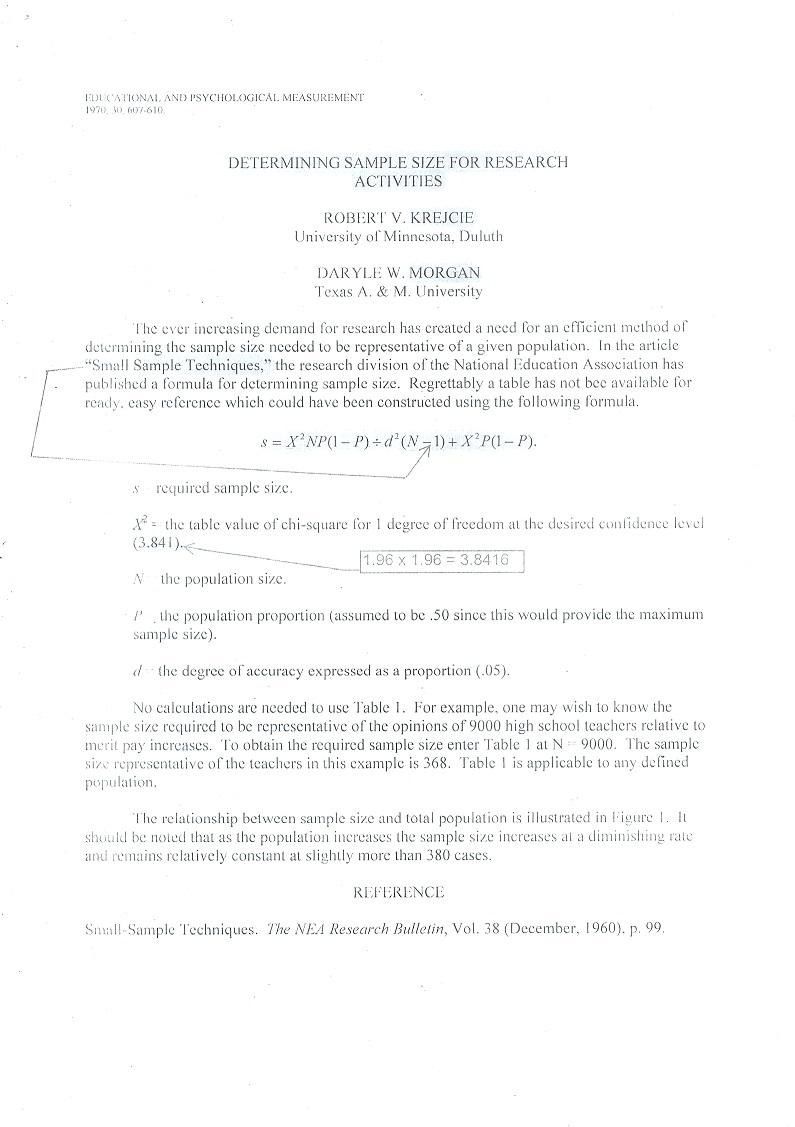 EDUCATIONAL AND PSYCHOLOGICAL MEASUREMENT
1970, 30, 607-610.
DETERMINING SAMPLE SIZE FOR RESEARCH
ACTIVITIES
ROBERT V. KREJCIE
University of Minnesota, Duluth
DARYLE W. MORGAN
Texas A. & M. University
The ever increasing demand for research has created a need for an efficient method of
determining the sample size needed to be representative of a given population. In the article
“Small Sample Techniques,” the research division of the National Education Association has
published a formula for determining sample size. Regrettably a table has not bee available for
ready, easy reference which could have been constructed using the following formula.
s = X²NP(1 − P) ÷ d²(N − 1) + X²P(1 − P).
s required sample size.
X² = the table value of chi-square for 1 degree of freedom at the desired confidence level
(3.841).
1.96 x 1.96 = 3.8416
N the population size.
P the population proportion (assumed to be .50 since this would provide the maximum
sample size).
d the degree of accuracy expressed as a proportion (.05).
No calculations are needed to use Table 1. For example, one may wish to know the
sample size required to be representative of the opinions of 9000 high school teachers relative to
merit pay increases. To obtain the required sample size enter Table 1 at N = 9000. The sample
size representative of the teachers in this example is 368. Table 1 is applicable to any defined
population.
The relationship between sample size and total population is illustrated in Figure 1. It
should be noted that as the population increases the sample size increases at a diminishing rate
and remains relatively constant at slightly more than 380 cases.
REFERENCE
Small-Sample Techniques. The NEA Research Bulletin, Vol. 38 (December, 1960), p. 99.